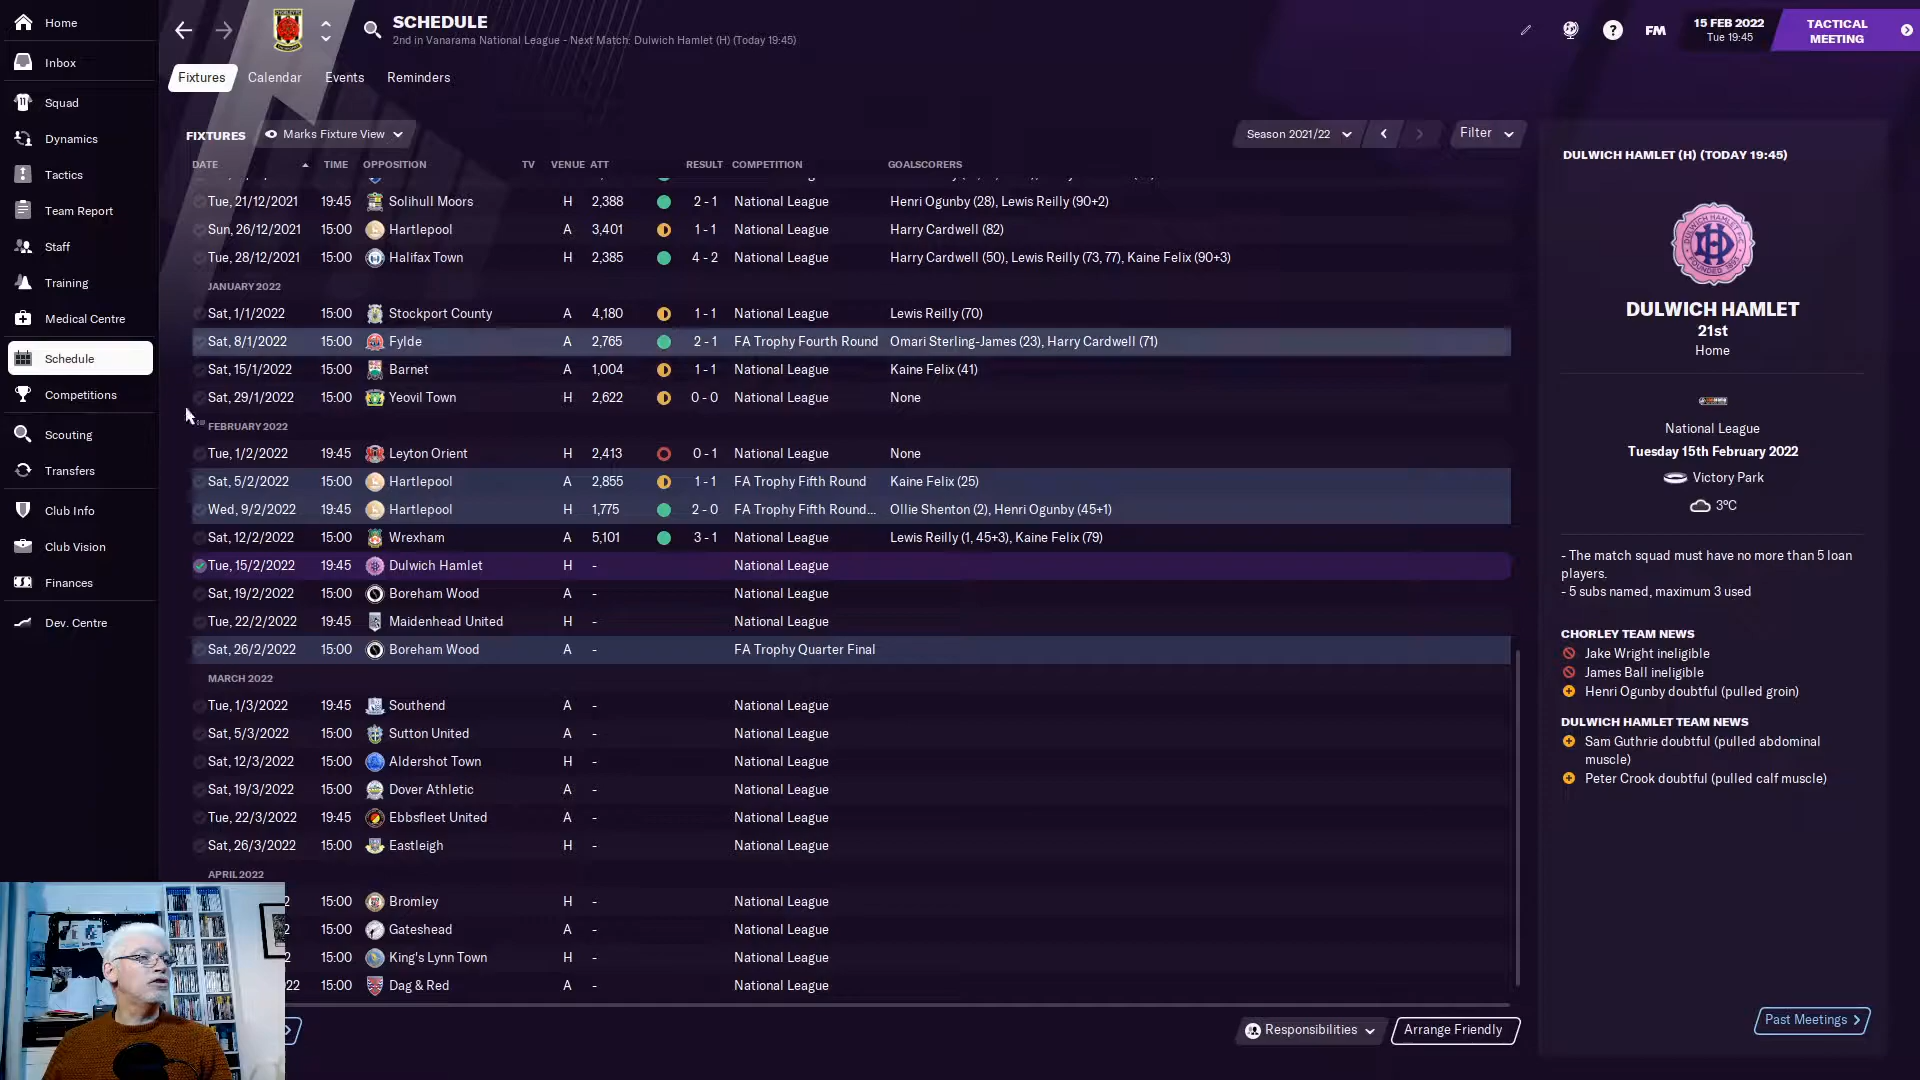 Home
Inbox
Squad
Dynamics
Tactics
Team Report
Staff
Training
Medical Centre
Schedule
Competitions
Scouting
Transfers
Club Info
Club Vision
Finances
Dev. Centre
SCHEDULE
2nd in Vanarama National League - Next Match: Dulwich Hamlet (H) (Today 19:45)
FM
15 FEB 2022
Tue 19:45
TACTICAL
MEETING
Fixtures Calendar Events Reminders
FIXTURES Marks Fixture View Season 2021/22 Filter
DATE TIME OPPOSITION TV VENUE ATT RESULT COMPETITION GOALSCORERS
Tue, 21/12/2021 19:45 Solihull Moors H 2,388 2 - 1 National League Henri Ogunby (28), Lewis Reilly (90+2)
Sun, 26/12/2021 15:00 Hartlepool A 3,401 1 - 1 National League Harry Cardwell (82)
Tue, 28/12/2021 15:00 Halifax Town H 2,385 4 - 2 National League Harry Cardwell (50), Lewis Reilly (73, 77), Kaine Felix (90+3)
JANUARY 2022
Sat, 1/1/2022 15:00 Stockport County A 4,180 1 - 1 National League Lewis Reilly (70)
Sat, 8/1/2022 15:00 Fylde A 2,765 2 - 1 FA Trophy Fourth Round Omari Sterling-James (23), Harry Cardwell (71)
Sat, 15/1/2022 15:00 Barnet A 1,004 1 - 1 National League Kaine Felix (41)
Sat, 29/1/2022 15:00 Yeovil Town H 2,622 0 - 0 National League None
FEBRUARY 2022
Tue, 1/2/2022 19:45 Leyton Orient H 2,413 0 - 1 National League None
Sat, 5/2/2022 15:00 Hartlepool A 2,855 1 - 1 FA Trophy Fifth Round Kaine Felix (25)
Wed, 9/2/2022 19:45 Hartlepool H 1,775 2 - 0 FA Trophy Fifth Round... Ollie Shenton (2), Henri Ogunby (45+1)
Sat, 12/2/2022 15:00 Wrexham A 5,101 3 - 1 National League Lewis Reilly (1, 45+3), Kaine Felix (79)
Tue, 15/2/2022 19:45 Dulwich Hamlet H - National League
Sat, 19/2/2022 15:00 Boreham Wood A - National League
Tue, 22/2/2022 19:45 Maidenhead United H - National League
Sat, 26/2/2022 15:00 Boreham Wood A - FA Trophy Quarter Final
MARCH 2022
Tue, 1/3/2022 19:45 Southend A - National League
Sat, 5/3/2022 15:00 Sutton United A - National League
Sat, 12/3/2022 15:00 Aldershot Town H - National League
Sat, 19/3/2022 15:00 Dover Athletic A - National League
Tue, 22/3/2022 19:45 Ebbsfleet United A - National League
Sat, 26/3/2022 15:00 Eastleigh H - National League
APRIL 2022
2 15:00 Bromley H - National League
2 15:00 Gateshead A - National League
2 15:00 King's Lynn Town H - National League
22 15:00 Dag & Red A - National League
Responsibilities Arrange Friendly
DULWICH HAMLET (H) (TODAY 19:45)
DULWICH HAMLET
21st
Home
National League
Tuesday 15th February 2022
Victory Park
3ºC
- The match squad must have no more than 5 loan
players.
- 5 subs named, maximum 3 used
CHORLEY TEAM NEWS
Jake Wright ineligible
James Ball ineligible
Henri Ogunby doubtful (pulled groin)
DULWICH HAMLET TEAM NEWS
Sam Guthrie doubtful (pulled abdominal
muscle)
Peter Crook doubtful (pulled calf muscle)
Past Meetings